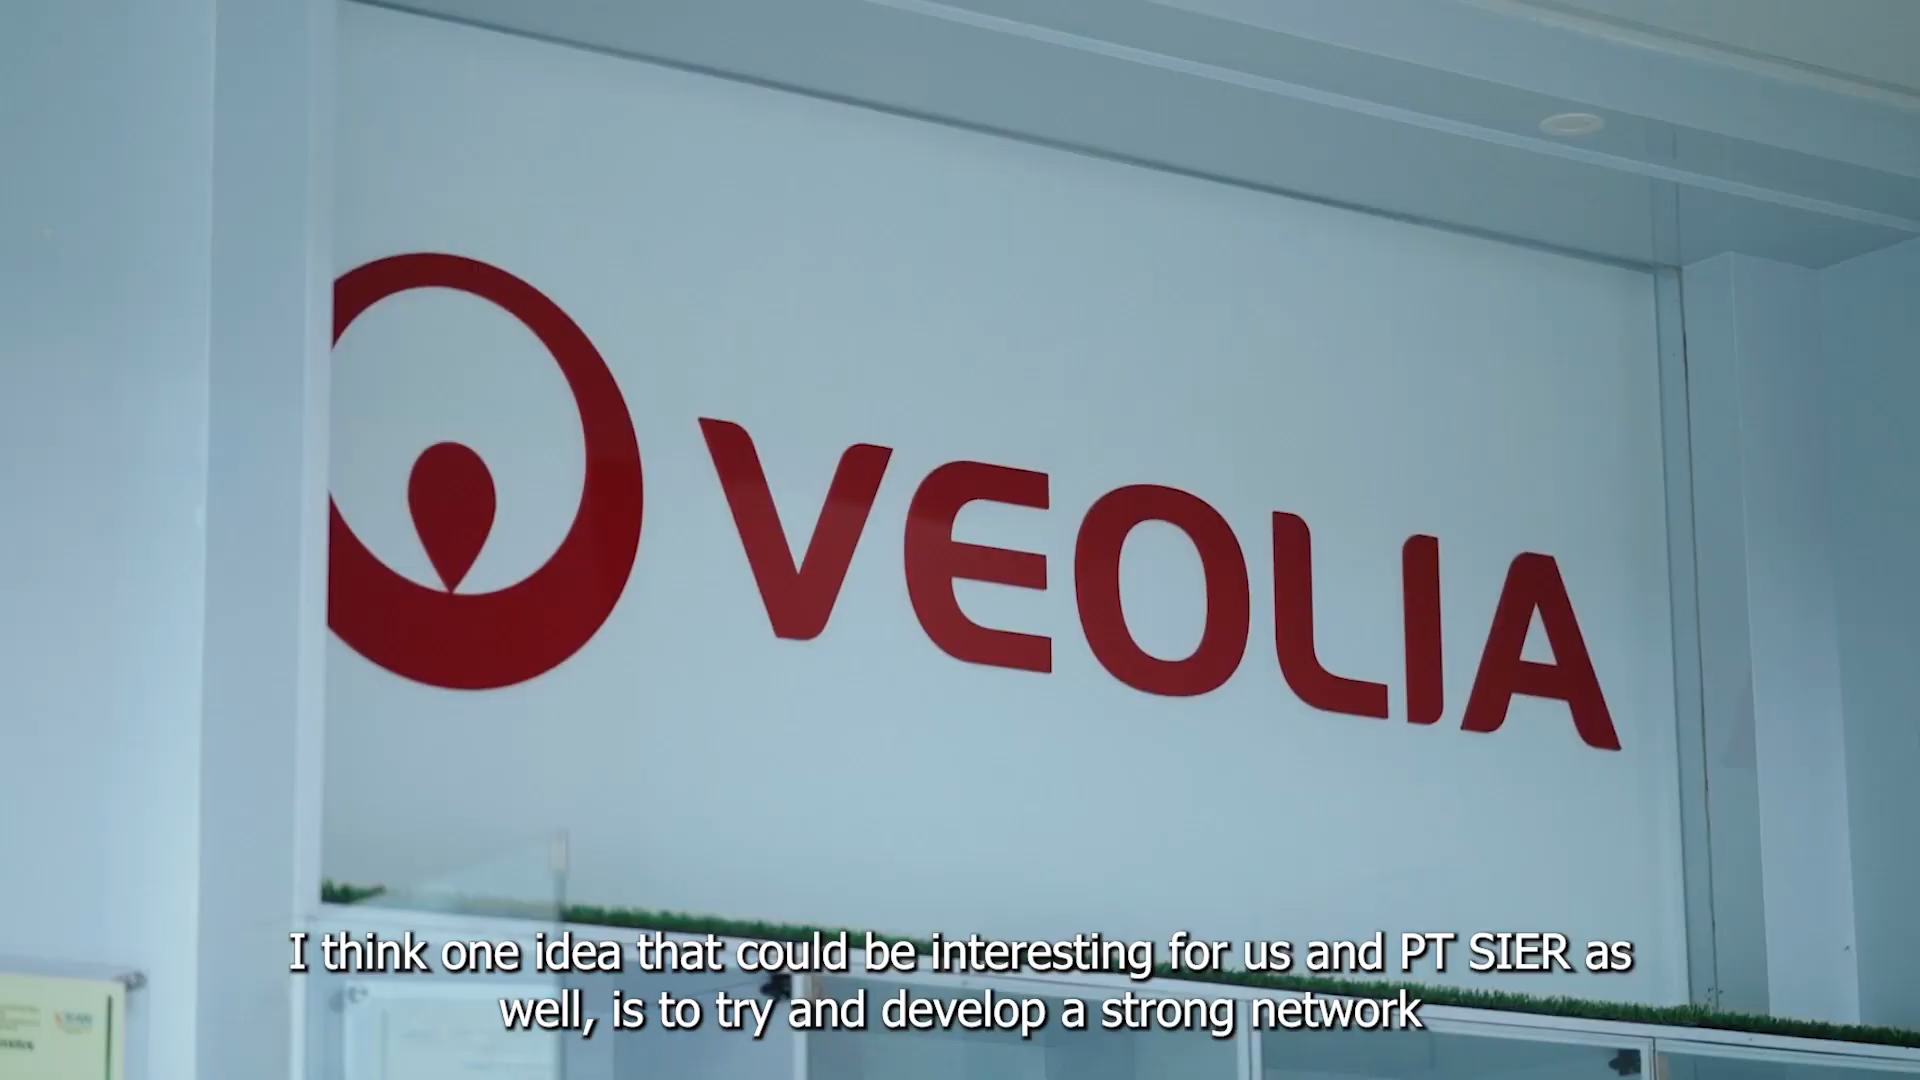 VEOLIA
I think one idea that could be interesting for us and PT SIER as
well, is to try and develop a strong network